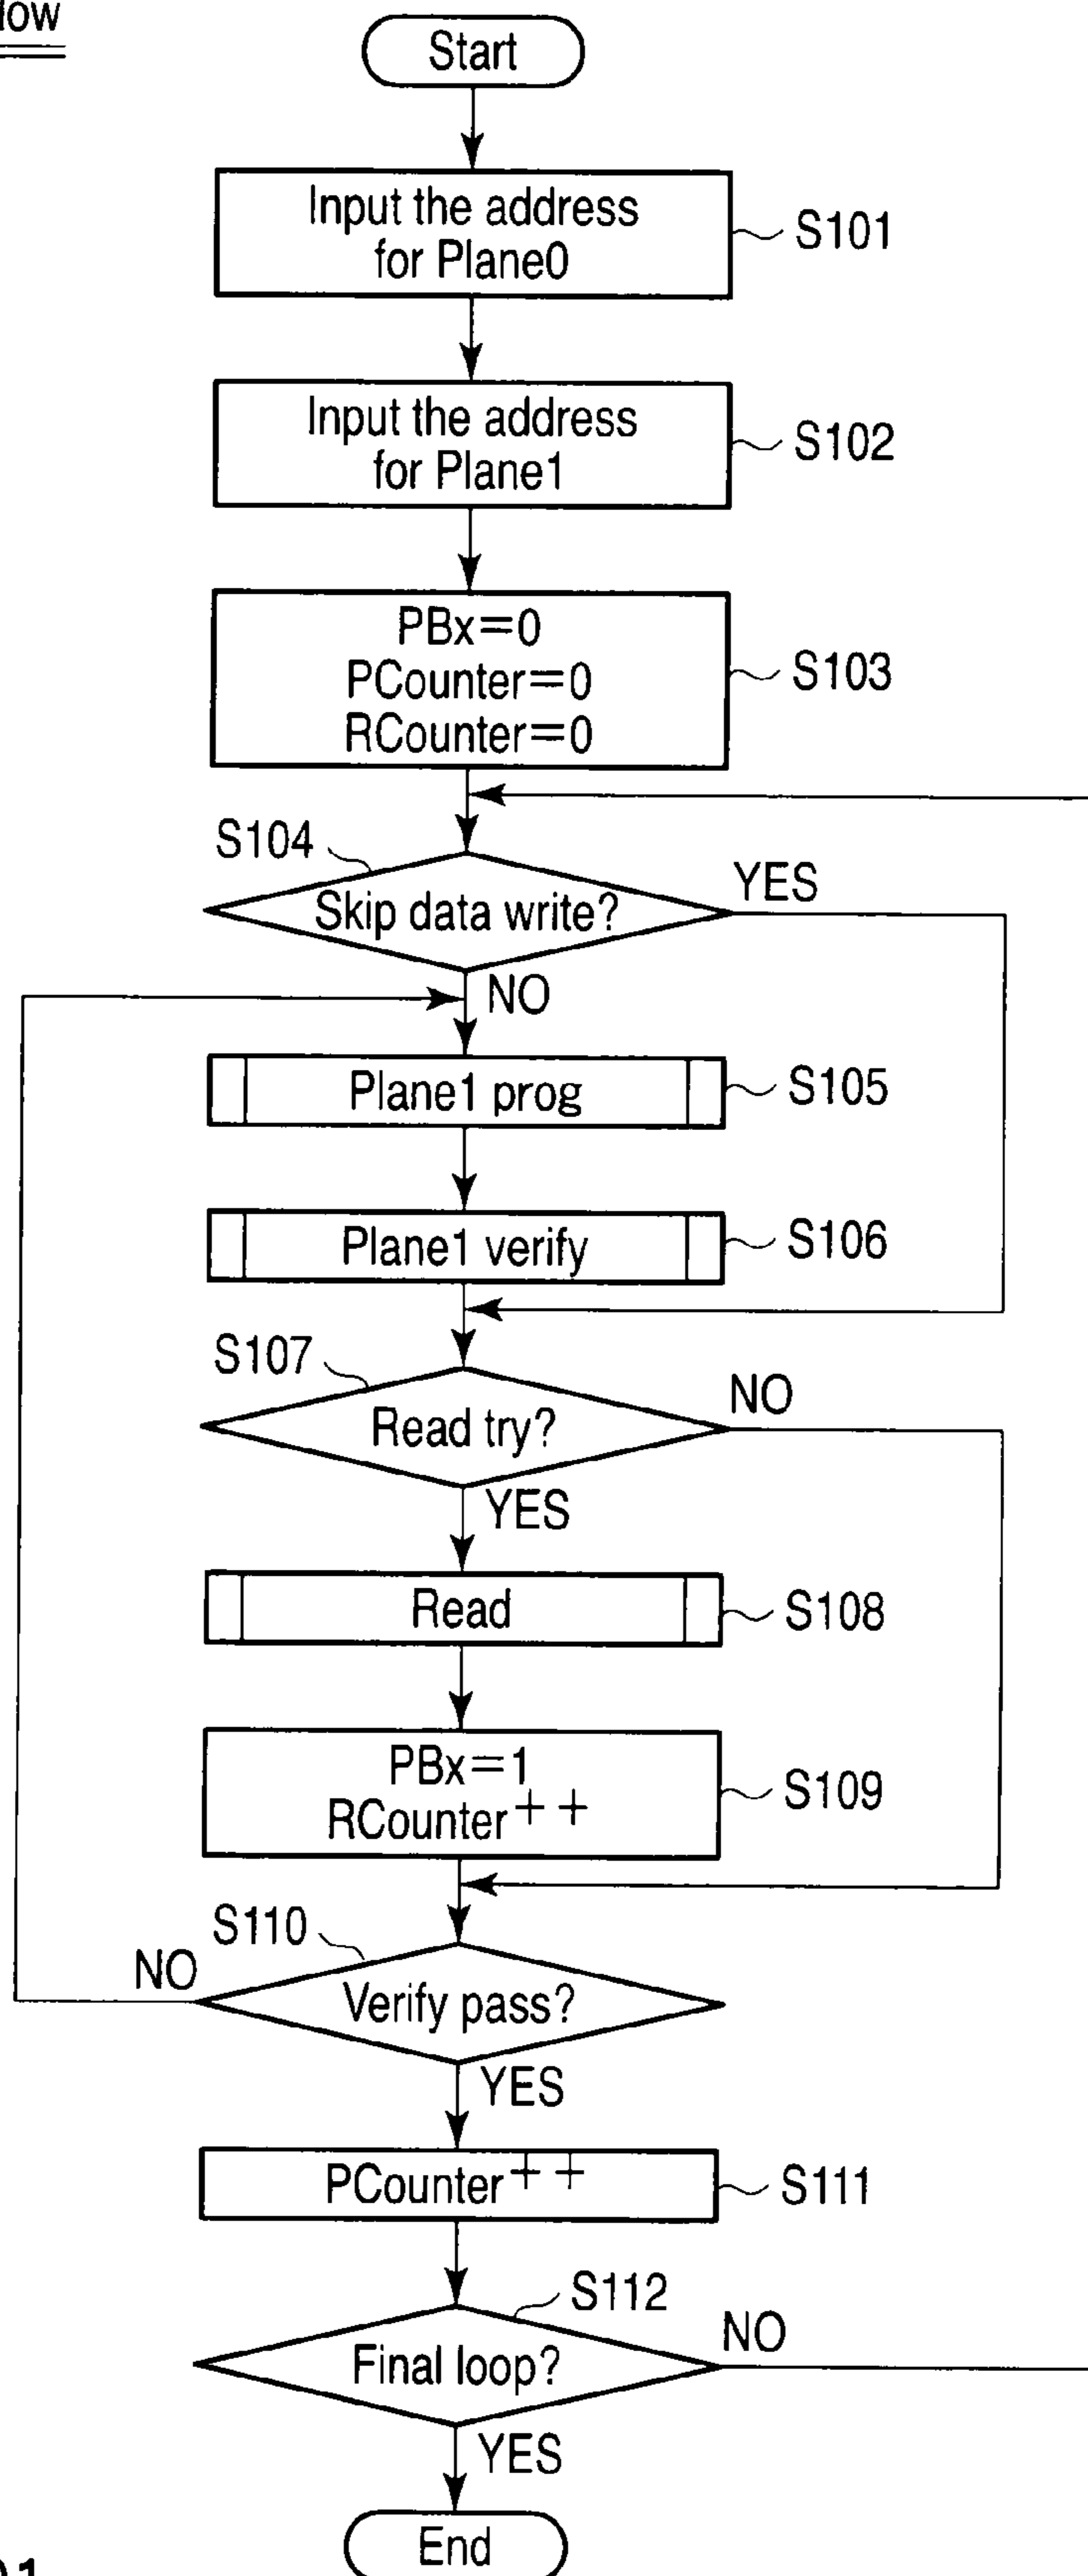 Start
Input the address
for Plane0
S101
Input the address
for Plane1
S102
PBx=0
PCounter=0
RCounter=0
S103
S104
Skip data write?
YES
NO
Plane1 prog
S105
Plane1 verify
S106
S107
Read try?
NO
YES
Read
S108
PBx=1
RCounter++
S109
S110
NO
Verify pass?
YES
PCounter++
S111
S112
Final loop?
NO
YES
End